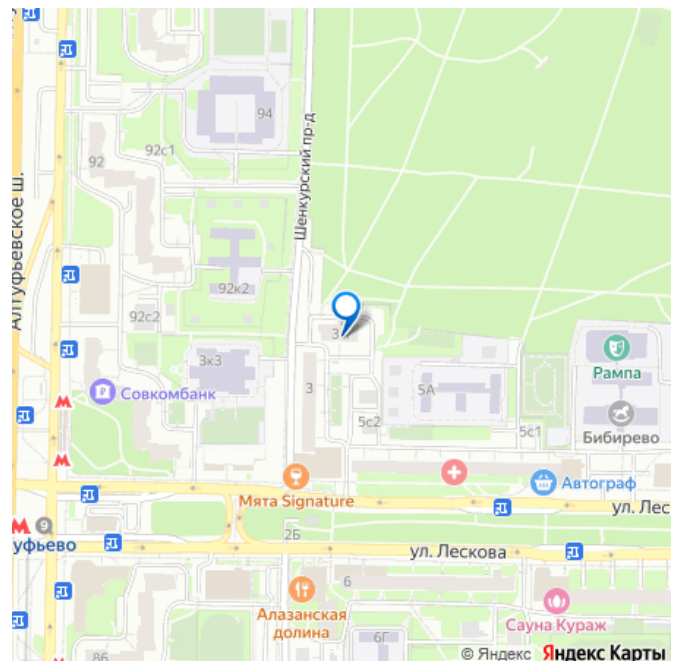 94
92с1
92
Шенкурский пр-д
Алтуфьевское ш.
92к2
92с2
3
3к3
Совкомбанк
3
5А
5с2
5с1
Рампа
Бибирево
Мята Signature
Автограф
ул. Лес
9
уфьево
2Б
ул. Лескова
6
Алазанская
долина
6Г
Сауна Кураж
86
© Яндекс Яндекс Карты